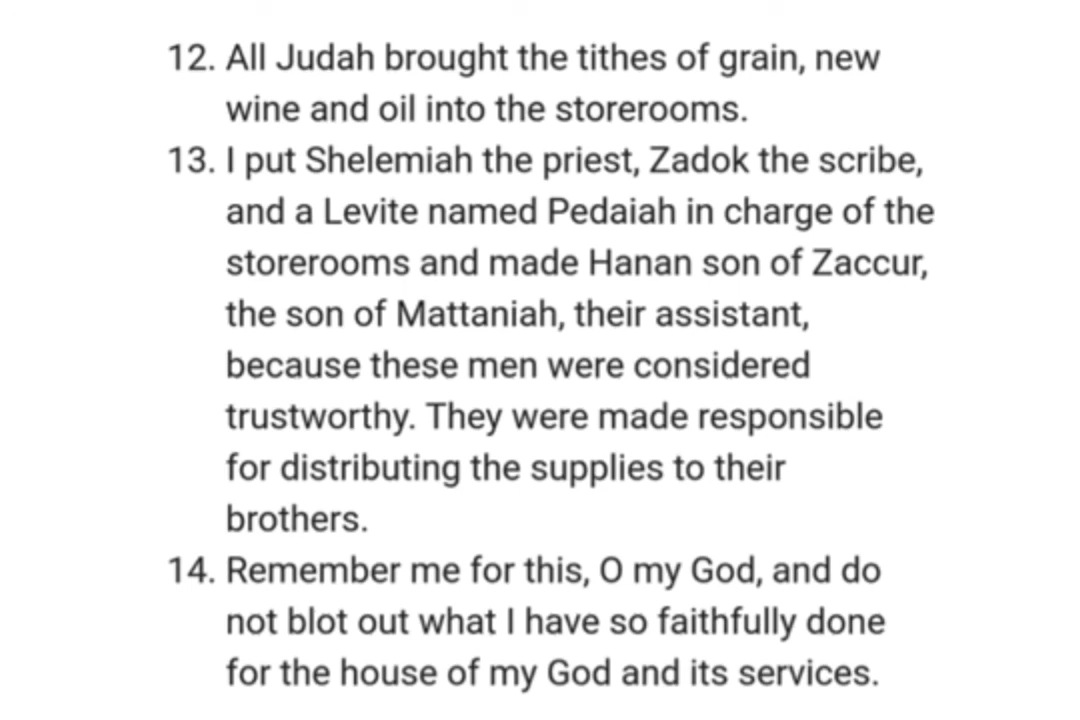 12. All Judah brought the tithes of grain, new
wine and oil into the storerooms.
13. I put Shelemiah the priest, Zadok the scribe,
and a Levite named Pedaiah in charge of the
storerooms and made Hanan son of Zaccur,
the son of Mattaniah, their assistant,
because these men were considered
trustworthy. They were made responsible
for distributing the supplies to their
brothers.
14. Remember me for this, O my God, and do
not blot out what I have so faithfully done
for the house of my God and its services.